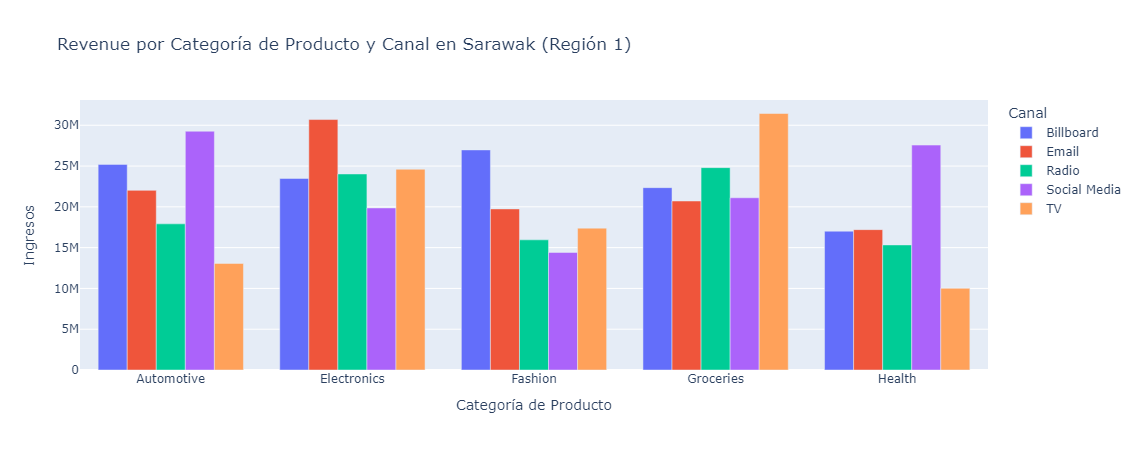 Revenue por Categoría de Producto y Canal en Sarawak (Región 1)
Canal
Billboard
Email
Radio
Social Media
TV
Ingresos
30M
25M
20M
15M
10M
5M
0
Automotive Electronics Fashion Groceries Health
Categoría de Producto